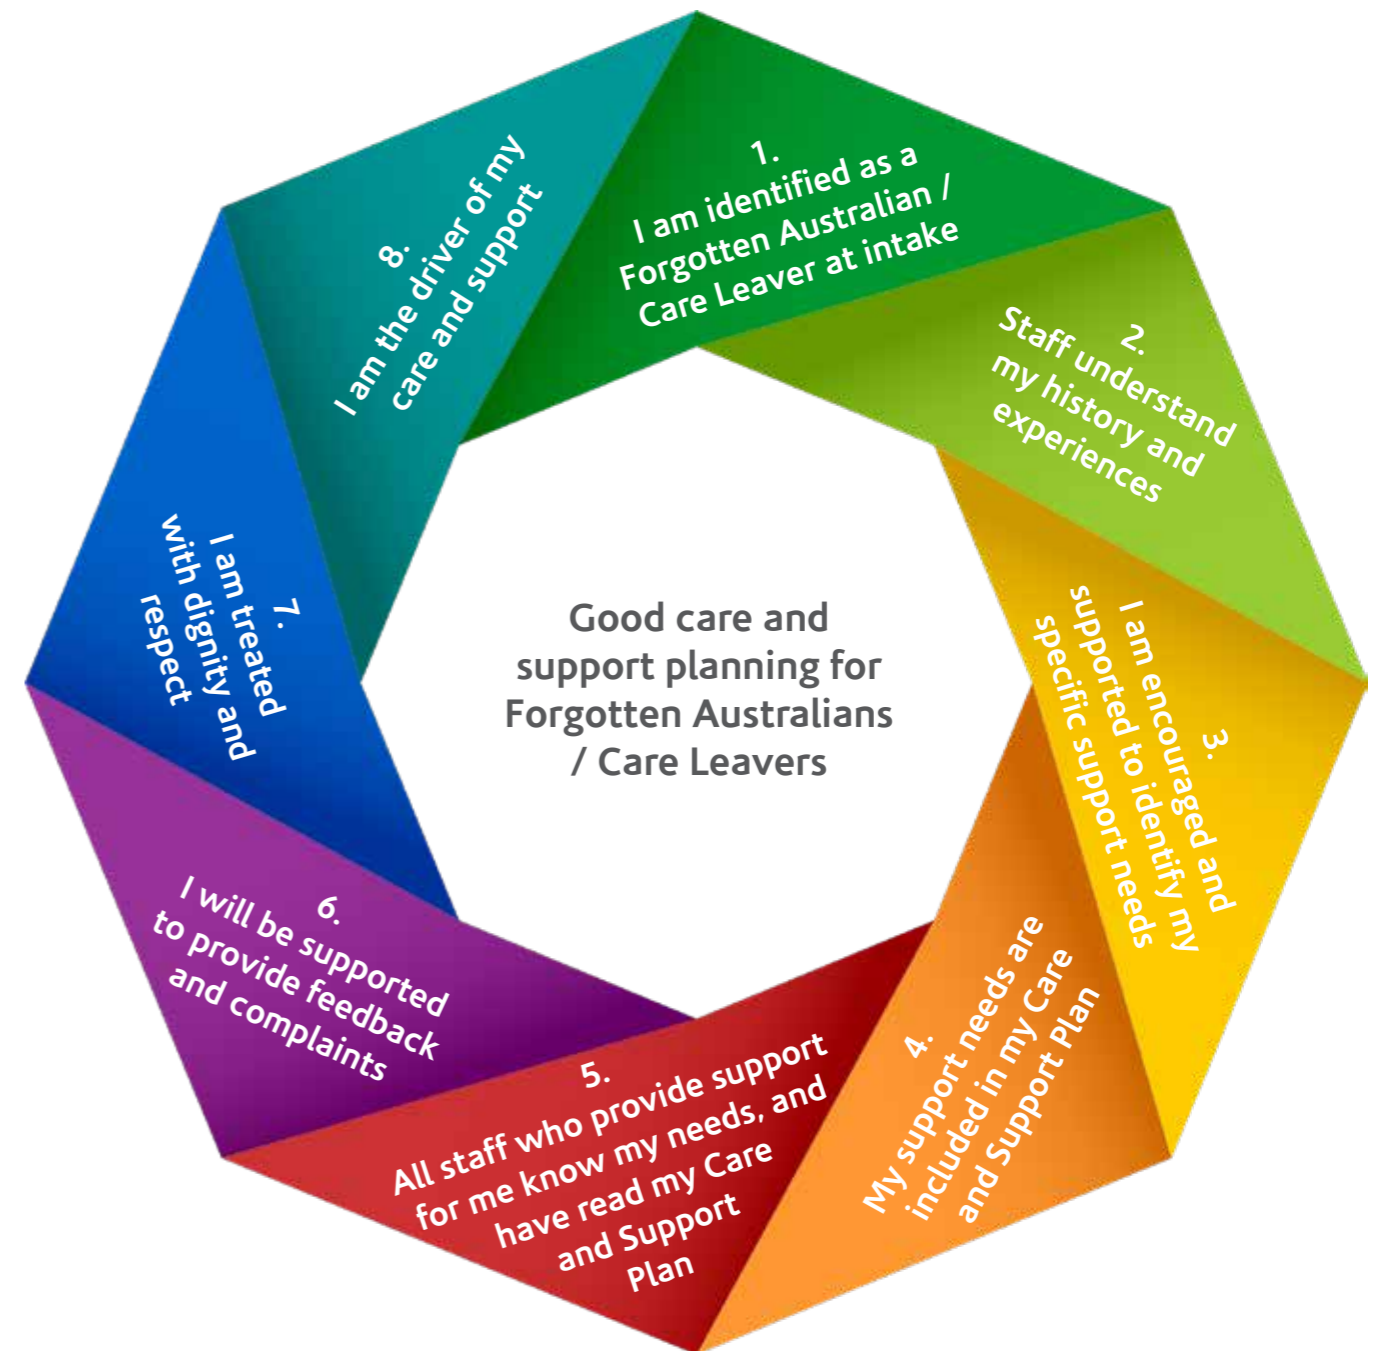 1.
I am identified as a
Forgotten Australian /
Care Leaver at intake
2.
Staff understand
my history and
experiences
3.
I am encouraged and
supported to identify my
specific support needs
4.
My support needs are
included in my Care
and Support Plan
5.
All staff who provide support
for me know my needs, and
have read my Care
and Support
Plan
6.
I will be supported
to provide feedback
and complaints
7.
I am treated
with dignity and
respect
8.
I am the driver of my
care and support
Good care and
support planning for
Forgotten Australians
/ Care Leavers